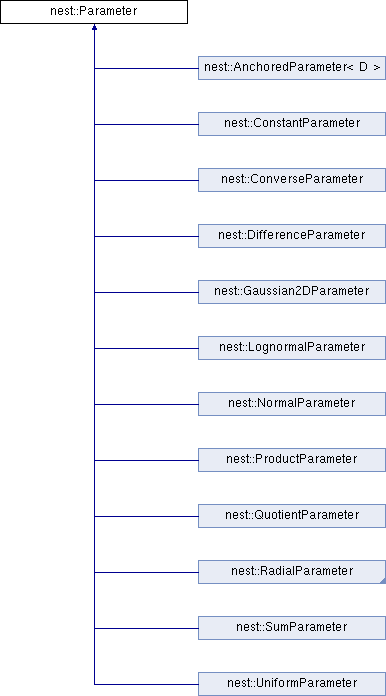 nest::Parameter
nest::AnchoredParameter< D >
nest::ConstantParameter
nest::ConverseParameter
nest::DifferenceParameter
nest::Gaussian2DParameter
nest::LognormalParameter
nest::NormalParameter
nest::ProductParameter
nest::QuotientParameter
nest::RadialParameter
nest::SumParameter
nest::UniformParameter